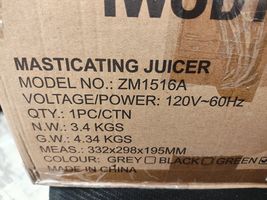 MASTICATING JUICER
MODEL NO.: ZM1516A
VOLTAGE/POWER: 120V~60Hz
QTY.: 1PC/CTN
N.W.: 3.4 KGS
G.W.: 4.34 KGS
MEAS.: 332x298x195MM
COLOUR: GREY☐BLACK☐GREEN☑
MADE IN CHINA